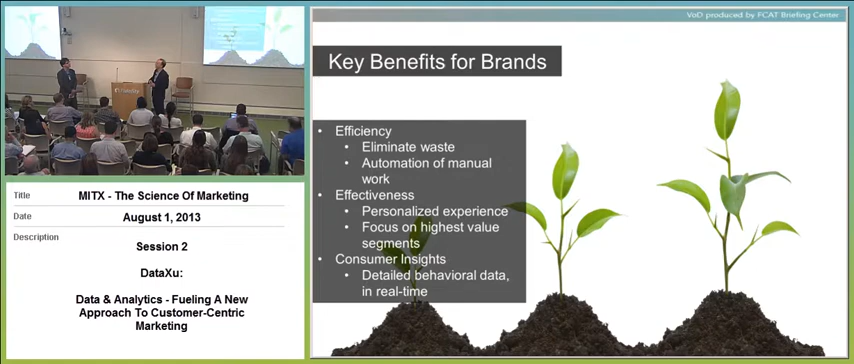 VoD produced by FCAT Briefing Center
Key Benefits for Brands
• Efficiency
• Eliminate waste
• Automation of manual
work
• Effectiveness
• Personalized experience
• Focus on highest value
segments
• Consumer Insights
• Detailed behavioral data,
in real-time
Title MITX - The Science Of Marketing
Date August 1, 2013
Description
Session 2
DataXu:
Data & Analytics - Fueling A New
Approach To Customer-Centric
Marketing